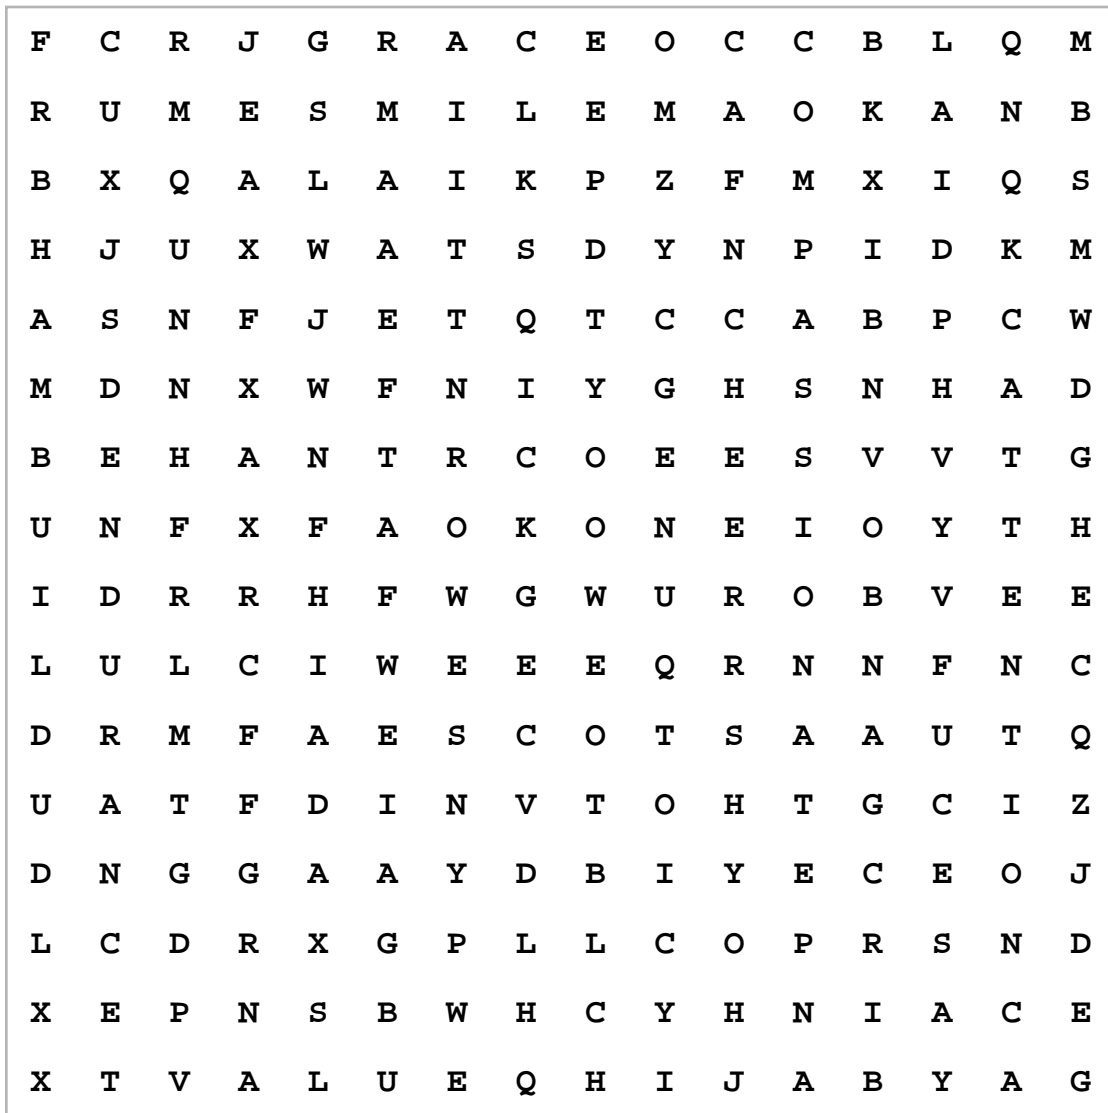 F C R J G R A C E O C C B L Q M
R U M E S M I L E M A O K A N B
B X Q A L A I K P Z F M X I Q S
H J U X W A T S D Y N P I D K M
A S N F J E T Q T C C A B P C W
M D N X W F N I Y G H S N H A D
B E H A N T R C O E E S V V T G
U N F X F A O K O N E I O Y T H
I D R R H F W G W U R O B V E E
L U L C I W E E E Q R N N F N C
D R M F A E S C O T S A A U T Q
U A T F D I N V T O H T G C I Z
D N G G A A Y D B I Y E C E O J
L C D R X G P L L C O P R S N D
X E P N S B W H C Y H N I A C E
X T V A L U E Q H I J A B Y A G